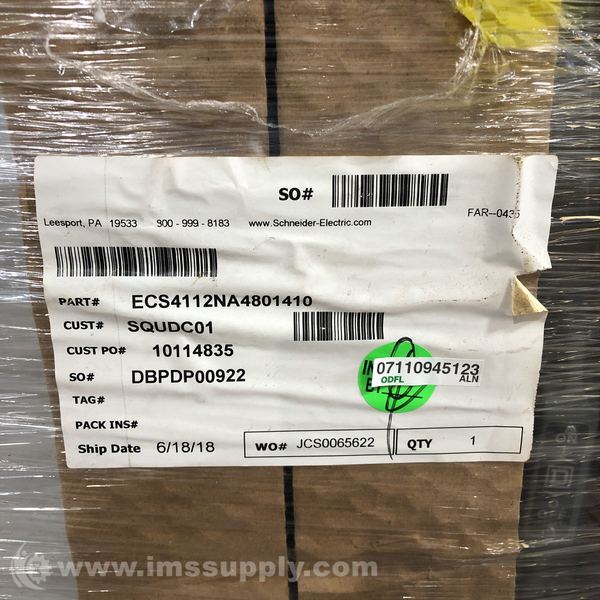 SO#
FAR--0435
Leesport, PA 19533 800 - 999 - 8183 www.Schneider-Electric.com
PART# ECS4112NA4801410
CUST# SQUDC01
CUST PO# 10114835
SO# DBPDP00922
07110945123
ODFL ALN
TAG#
PACK INS#
Ship Date 6/18/18 WO# JCS0065622 QTY 1
www.imssupply.com